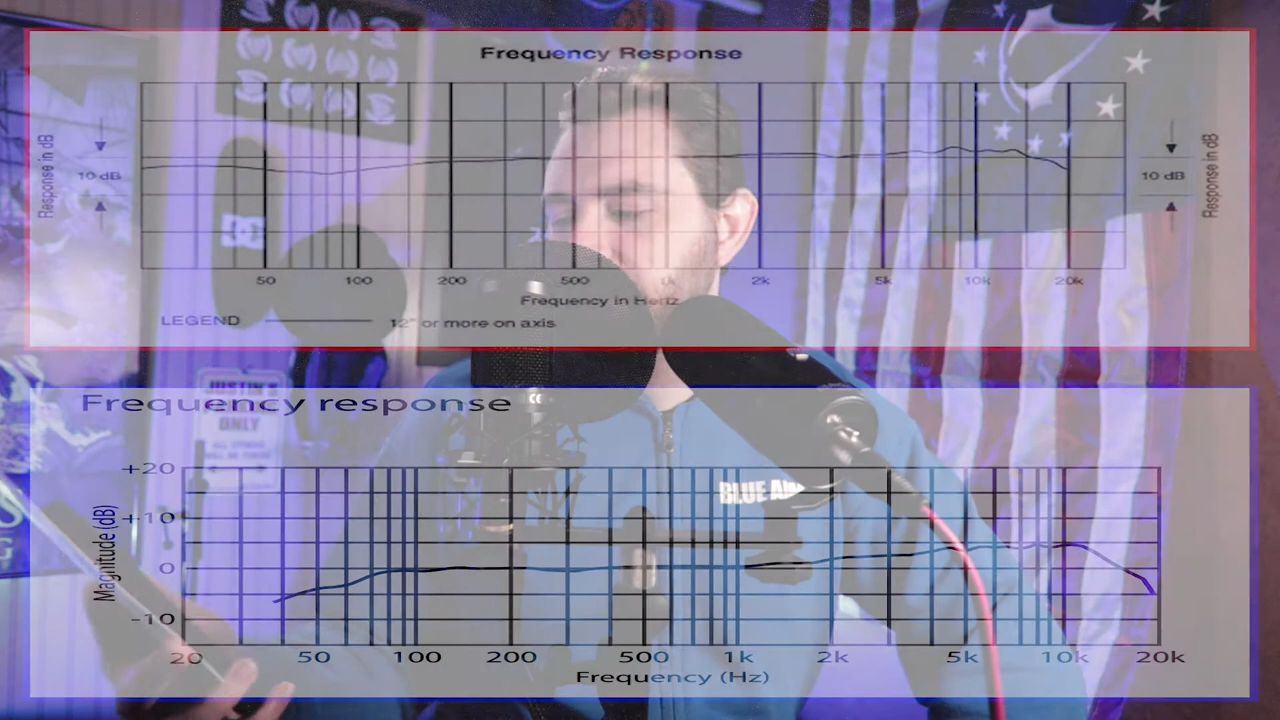 Frequency Response
Response in dB
10 dB
10 dB
Response in dB
50 100 200 500 1k 2k 5k 10k 20k
Frequency in Hertz
LEGEND 12" or more on axis
JUSTIN'S
ONLY
Frequency response
+20
+10
0
-10
Magnitude (dB)
BLUE AM
20 50 100 200 500 1k 2k 5k 10k 20k
Frequency (Hz)